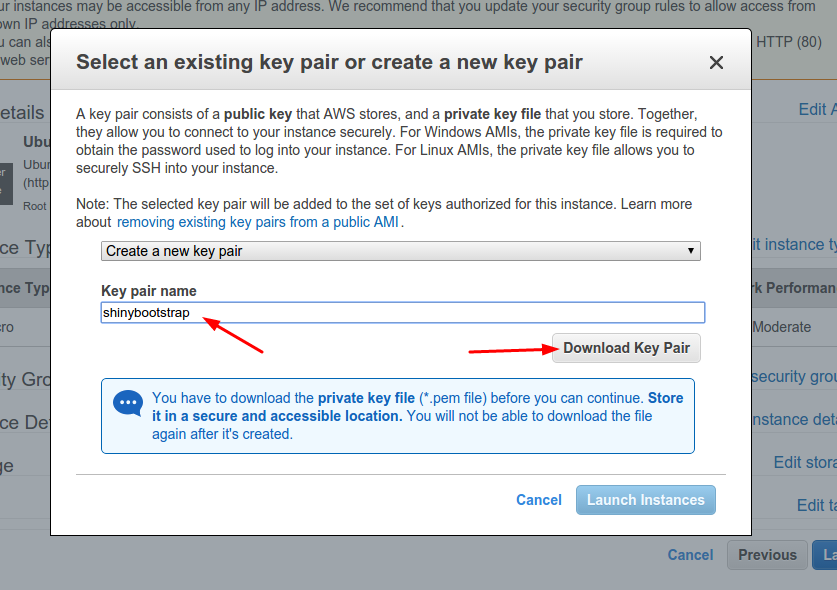 ur instances may be accessible from any IP address. We recommend that you update your security group rules to allow access from
own IP addresses only.
u can als
HTTP (80)
web ser
Select an existing key pair or create a new key pair
A key pair consists of a public key that AWS stores, and a private key file that you store. Together,
they allow you to connect to your instance securely. For Windows AMIs, the private key file is required to
obtain the password used to log into your instance. For Linux AMIs, the private key file allows you to
securely SSH into your instance.
Note: The selected key pair will be added to the set of keys authorized for this instance. Learn more
about removing existing key pairs from a public AMI.
Create a new key pair
Key pair name
shinybootstrap
Download Key Pair
You have to download the private key file (*.pem file) before you can continue. Store
it in a secure and accessible location. You will not be able to download the file
again after it's created.
Cancel
Launch Instances
etails
Edit A
Ubu
Ubun
(http
Root
ce Typ
it instance ty
nce Typ
rk Performan
cro
Moderate
ity Gro
security grou
ce De
nstance deta
ge
Edit stora
Edit ta
Cancel
Previous
La